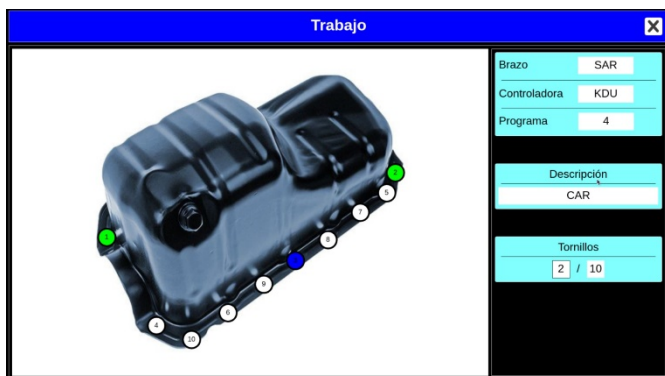 Trabajo
Brazo SAR
Controladora KDU
Programa 4
Descripción
CAR
Tornillos
2 / 10
1
2
5
7
8
9
6
4
10